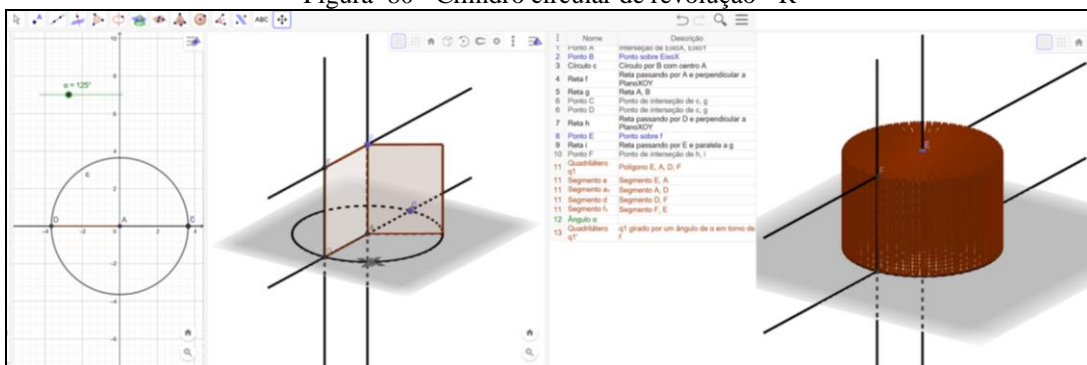 Figura 80 - Cilindro circular de revolução - R
ABC
α = 125°
c
D
A
Nome
Descrição
1 Ponto A Interseção de EixoX, EixoY
2 Ponto B Ponto sobre EixoX
3 Círculo c Círculo por B com centro A
4 Reta f Reta passando por A e perpendicular a
PlanoXOY
5 Reta g Reta A, B
6 Ponto C Ponto de interseção de c, g
6 Ponto D Ponto de interseção de c, g
7 Reta h Reta passando por D e perpendicular a
PlanoXOY
8 Ponto E Ponto sobre f
9 Reta i Reta passando por E e paralela a g
10 Ponto F Ponto de interseção de h, i
11 Quadrilátero q1 Polígono E, A, D, F
11 Segmento e Segmento E, A
11 Segmento a₁ Segmento A, D
11 Segmento d Segmento D, F
11 Segmento f₁ Segmento F, E
12 Ângulo α
13 Quadrilátero q1' q1 girado por um ângulo de α em torno de
f
E
F